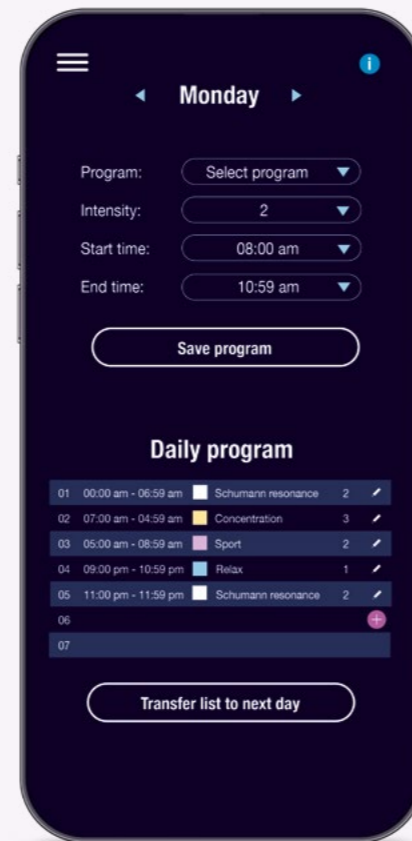 i
Monday
Program: Select program
Intensity: 2
Start time: 08:00 am
End time: 10:59 am
Save program
Daily program
01 00:00 am - 06:59 am Schumann resonance 2
02 07:00 am - 04:59 am Concentration 3
03 05:00 am - 08:59 am Sport 2
04 09:00 pm - 10:59 pm Relax 1
05 11:00 pm - 11:59 pm Schumann resonance 2
06
07
Transfer list to next day